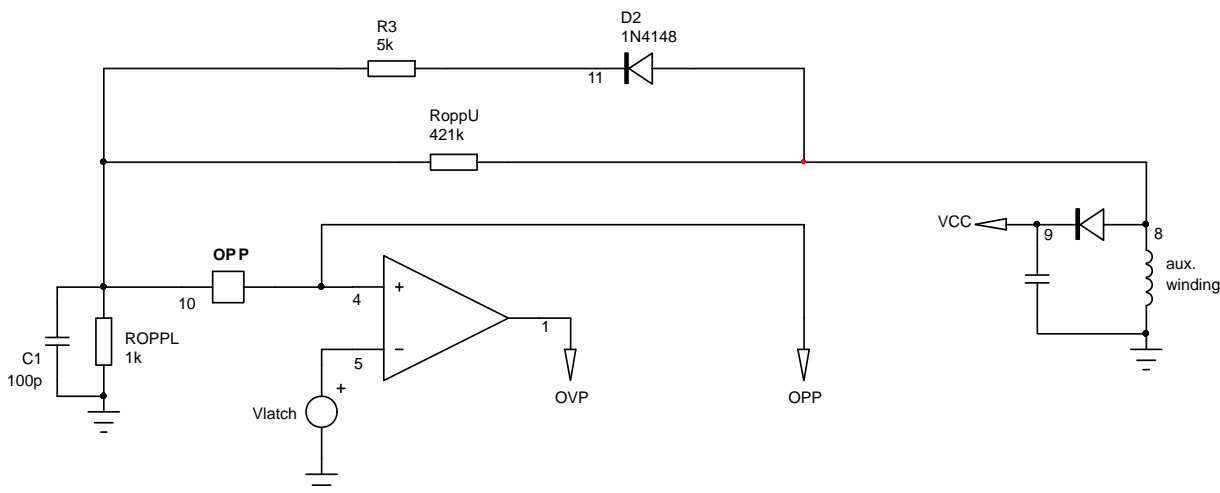 D2
1N4148
R3
5k
11
RoppU
421k
VCC
9
8
aux.
winding
OPP
10
4
+
1
5
−
C1
100p
ROPPL
1k
+
Vlatch
OVP
OPP